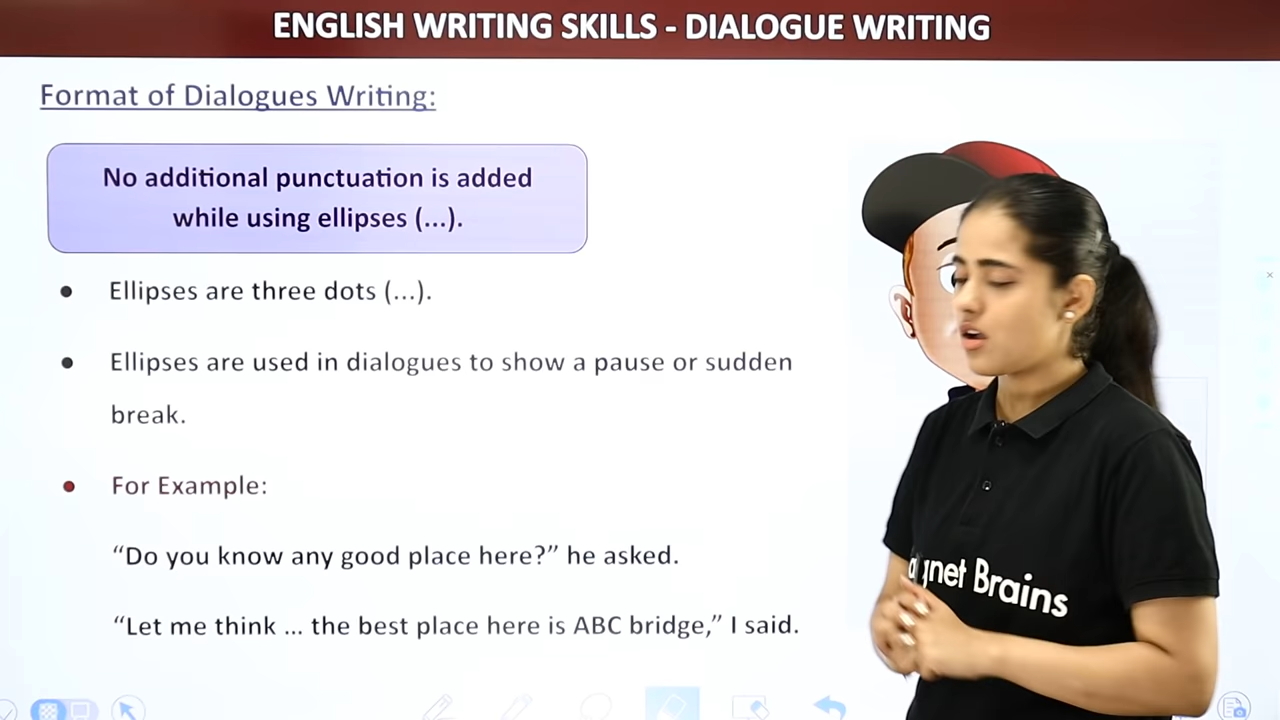 ENGLISH WRITING SKILLS - DIALOGUE WRITING
Format of Dialogues Writing:
No additional punctuation is added
while using ellipses (...).
• Ellipses are three dots (...).
• Ellipses are used in dialogues to show a pause or sudden
break.
• For Example:
“Do you know any good place here?” he asked.
“Let me think ... the best place here is ABC bridge,” I said.
gnet Brains